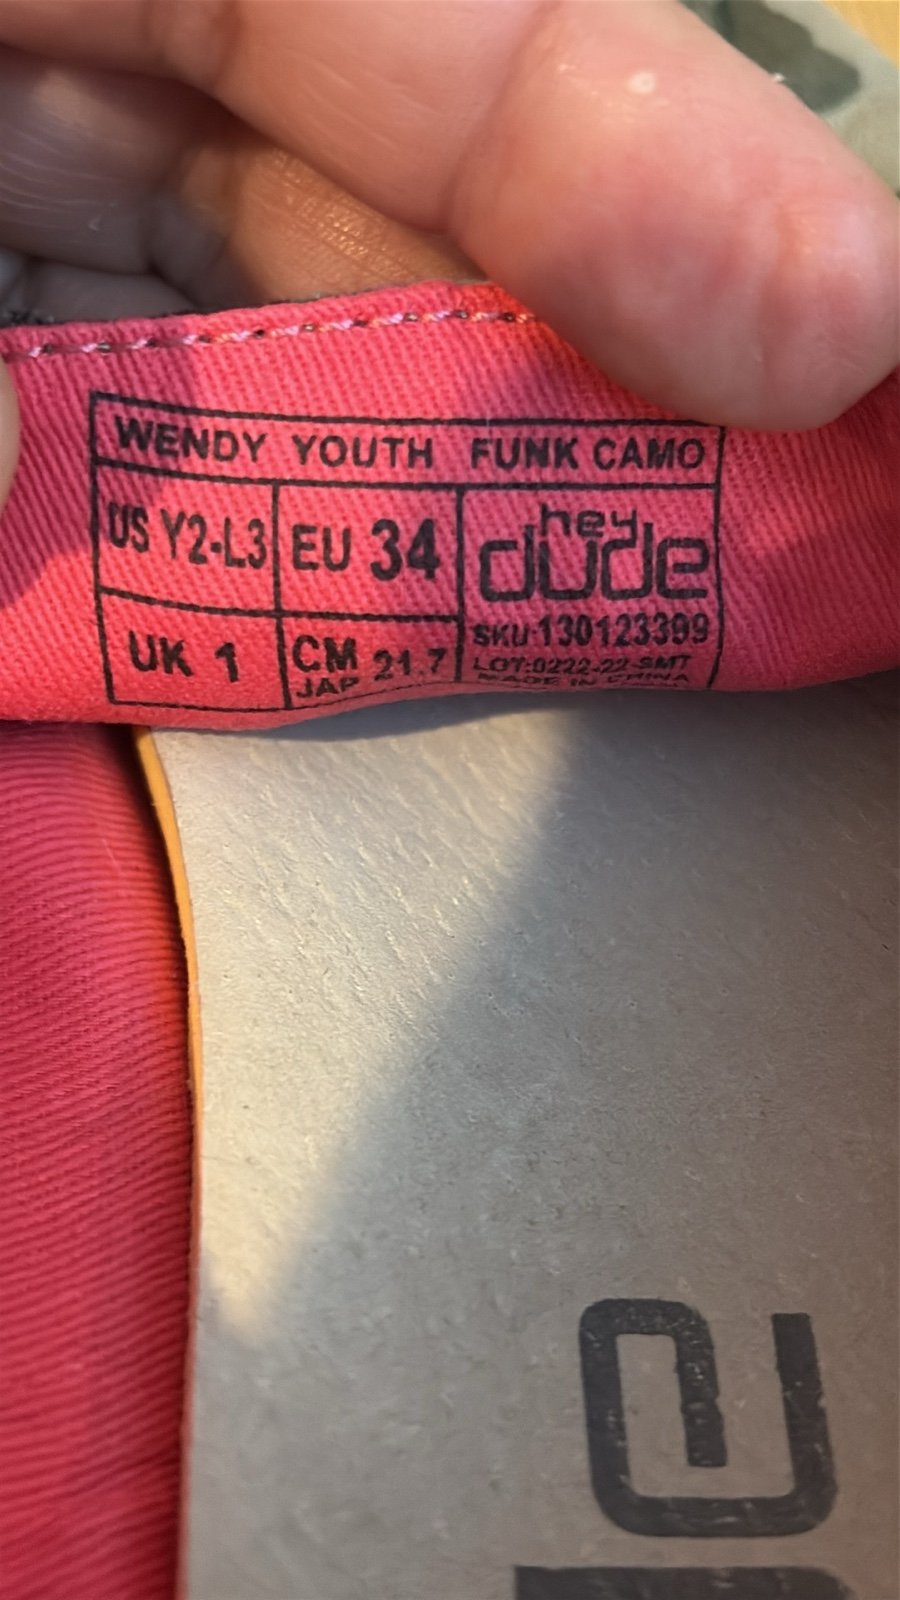 WENDY YOUTH FUNK CAMO
US Y2-L3
EU 34
hey
dude
UK 1
CM
JAP
21.7
SKU:130123399
LOT:0222-22-SMT
MADE IN CHINA
e